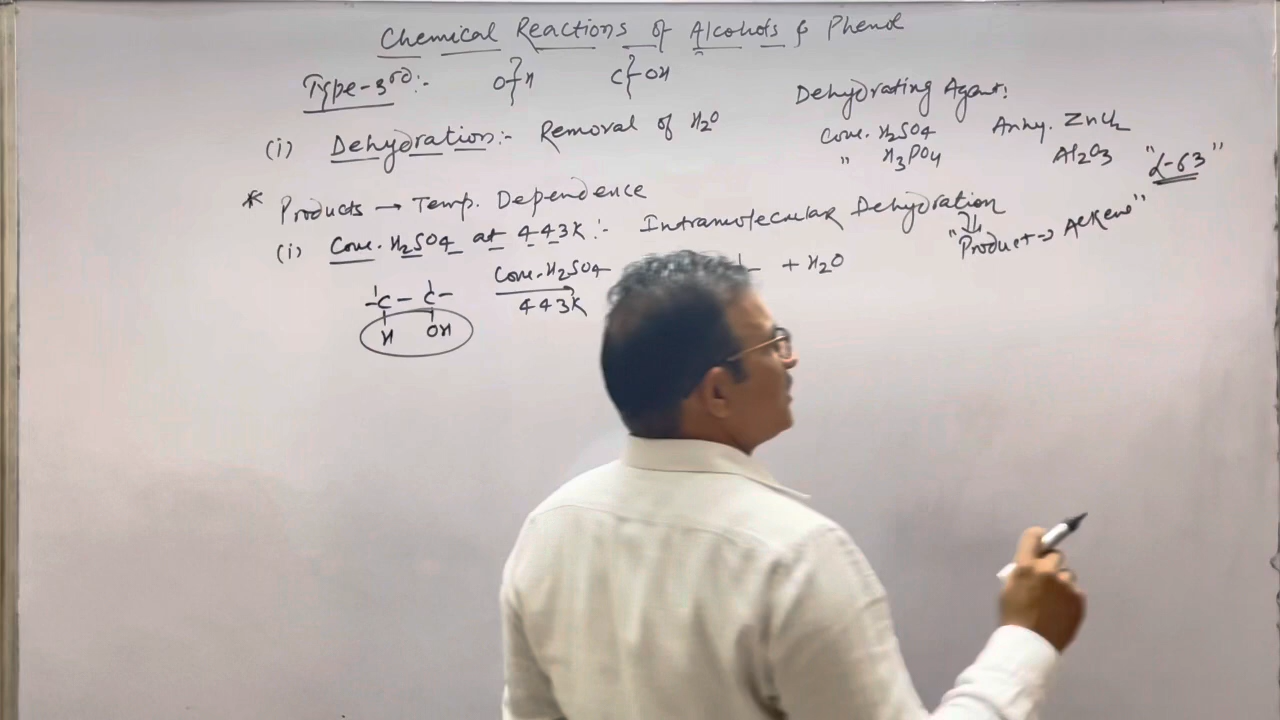 Chemical Reactions of Alcohols & Phenol
Type-3rd:- O}H C}OH
Dehydrating Agent:
(i) Dehydration:- Removal of H2O
Conc. H2SO4 Anhy. ZnCl2
" H3PO4 Al2O3 "L-63"
* Products → Temp. Dependence
(i) Conc. H2SO4 at 443K:- Intramolecular Dehydration
"Product → Alkene"
-C-C- Conc. H2SO4 + H2O
443K
H OH